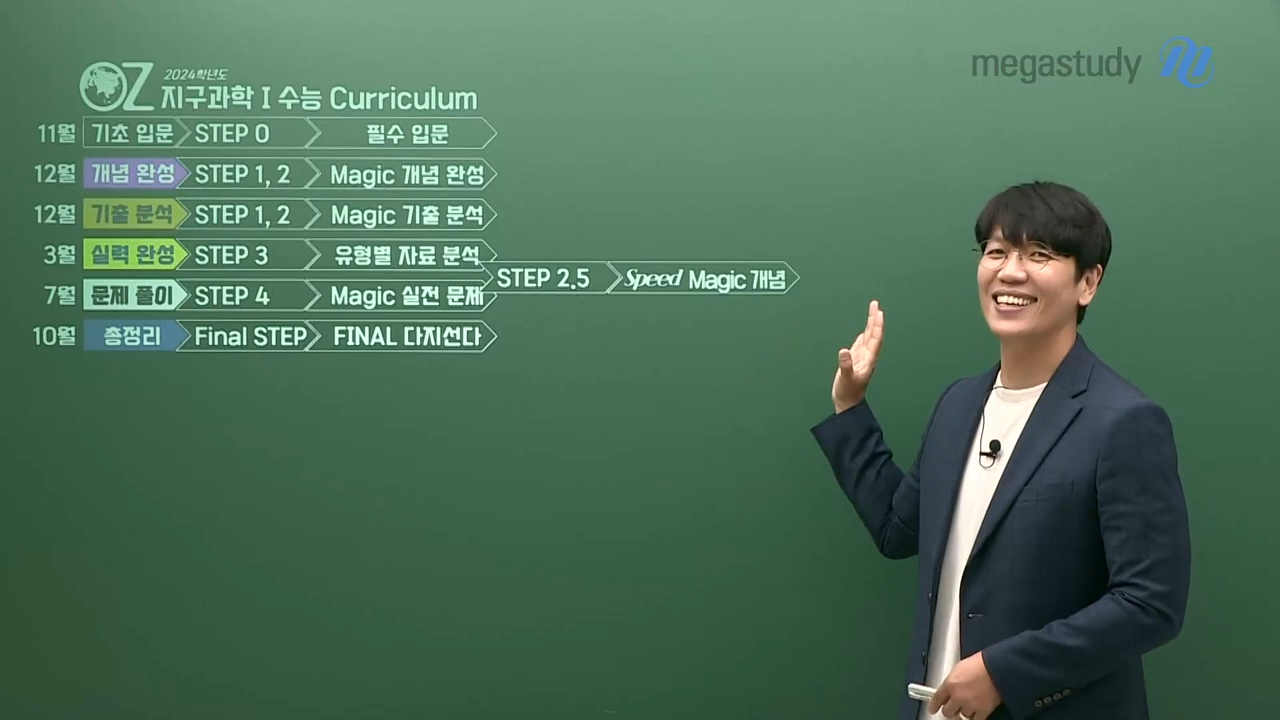 megastudy
OZ 2024학년도
지구과학 I 수능 Curriculum
11월 기초 입문 STEP 0 필수 입문
12월 개념 완성 STEP 1, 2 Magic 개념 완성
12월 기출 분석 STEP 1, 2 Magic 기출 분석
3월 실력 완성 STEP 3 유형별 자료 분석
STEP 2.5 Speed Magic 개념
7월 문제 풀이 STEP 4 Magic 실전 문제
10월 총정리 Final STEP FINAL 다지선다